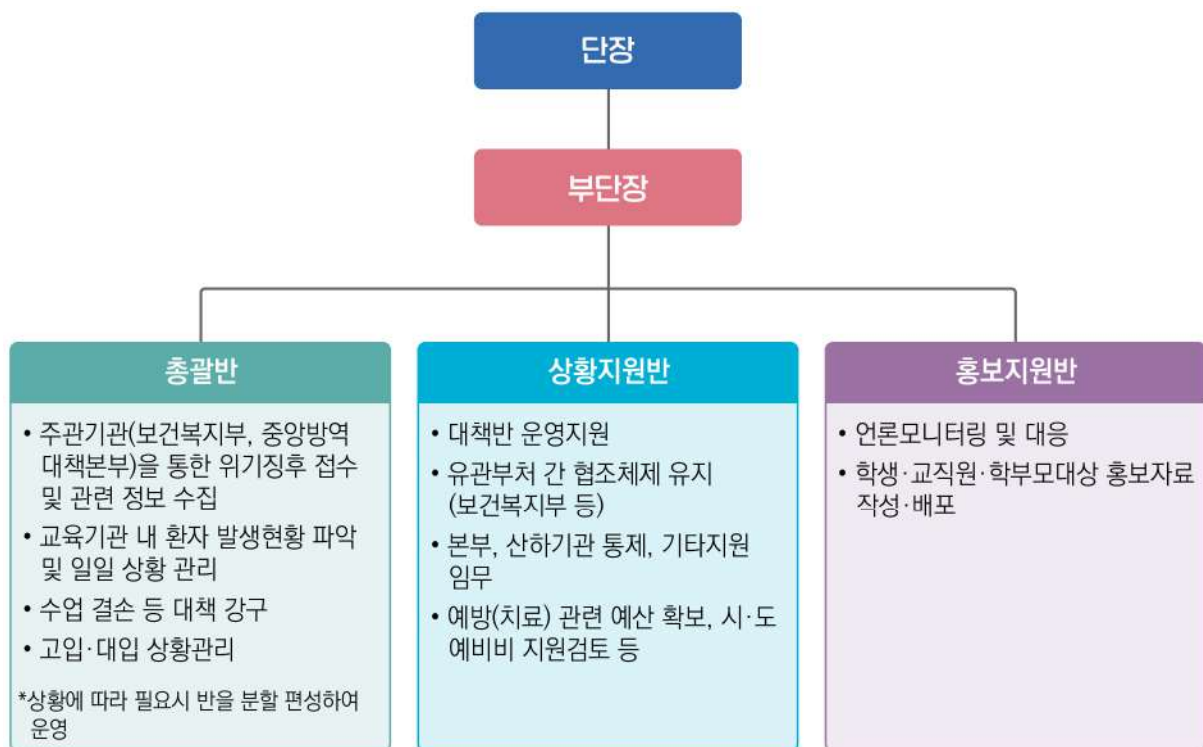 단장
부단장
총괄반
• 주관기관(보건복지부, 중앙방역
대책본부)을 통한 위기징후 접수
및 관련 정보 수집
• 교육기관 내 환자 발생현황 파악
및 일일 상황 관리
• 수업 결손 등 대책 강구
• 고입·대입 상황관리
*상황에 따라 필요시 반을 분할 편성하여
운영
상황지원반
• 대책반 운영지원
• 유관부처 간 협조체제 유지
(보건복지부 등)
• 본부, 산하기관 통제, 기타지원
임무
• 예방(치료) 관련 예산 확보, 시·도
예비비 지원검토 등
홍보지원반
• 언론모니터링 및 대응
• 학생·교직원·학부모대상 홍보자료
작성·배포